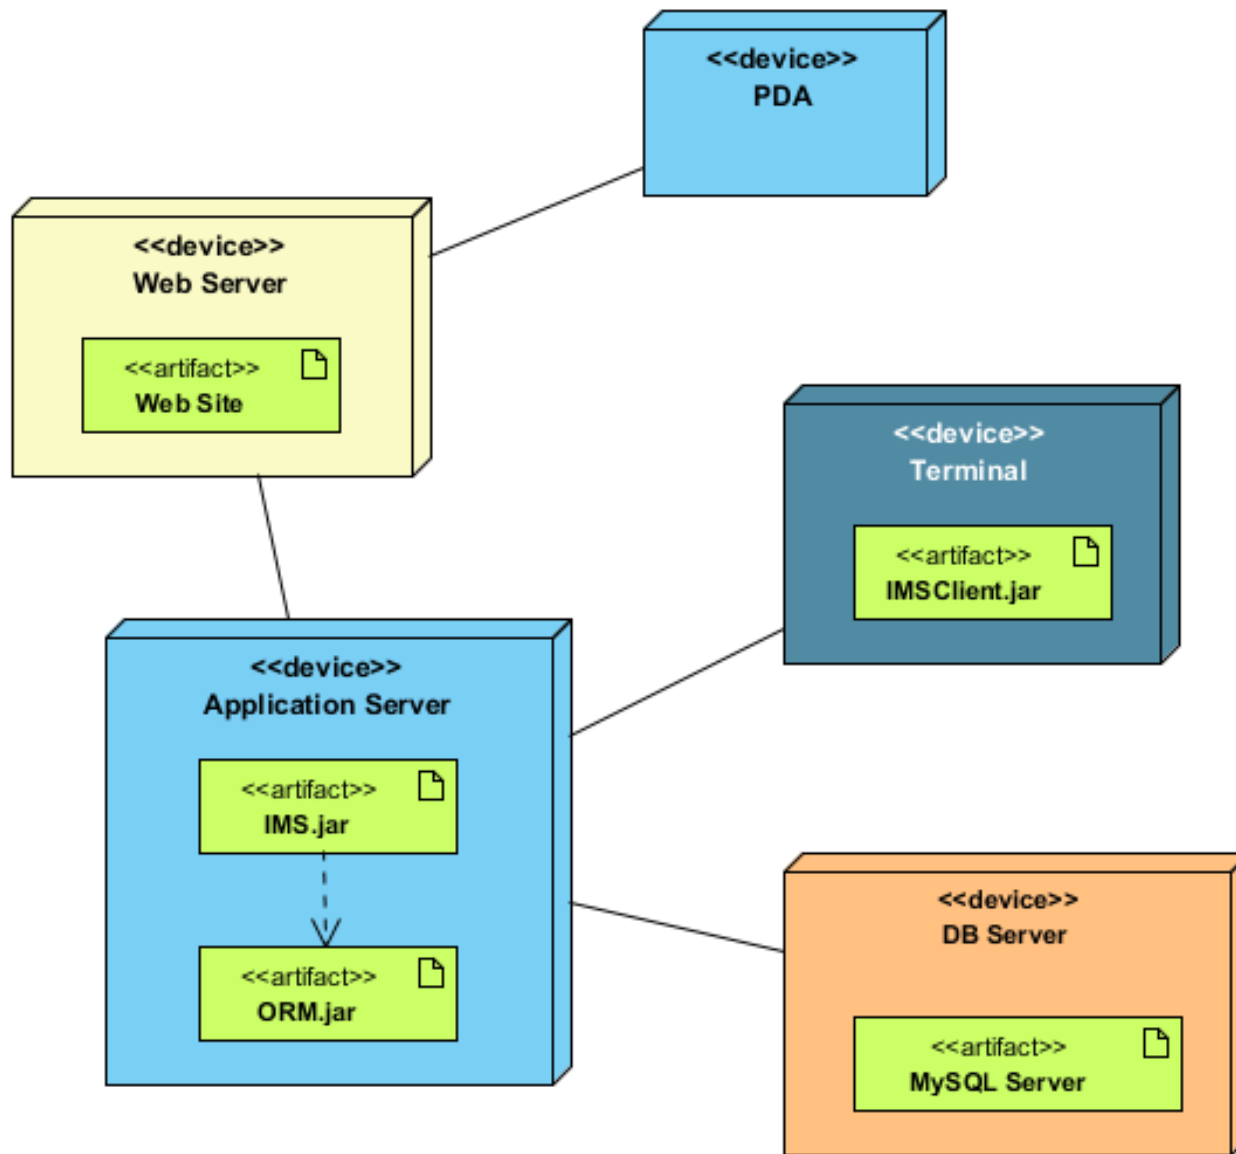 <<device>>
PDA
<<device>>
Web Server
<<artifact>>
Web Site
<<device>>
Terminal
<<artifact>>
IMSClient.jar
<<device>>
Application Server
<<artifact>>
IMS.jar
<<artifact>>
ORM.jar
<<device>>
DB Server
<<artifact>>
MySQL Server